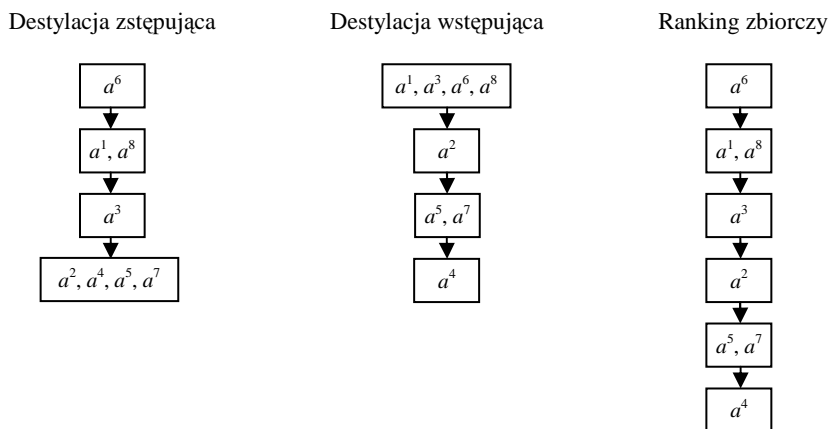 Destylacja zstępująca
a⁶
a¹, a⁸
a³
a², a⁴, a⁵, a⁷
Destylacja wstępująca
a¹, a³, a⁶, a⁸
a²
a⁵, a⁷
a⁴
Ranking zbiorczy
a⁶
a¹, a⁸
a³
a²
a⁵, a⁷
a⁴